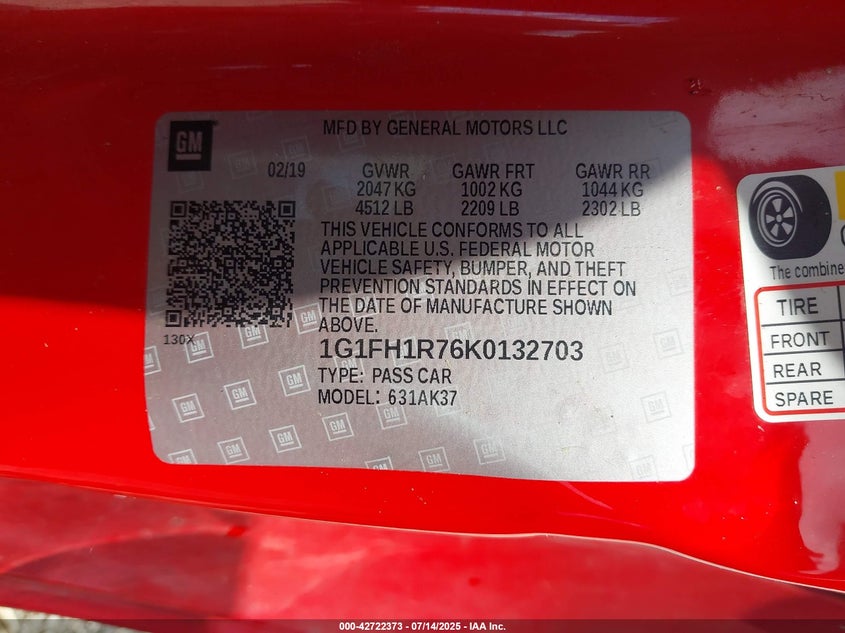 GM
MFD BY GENERAL MOTORS LLC
02/19 GVWR GAWR FRT GAWR RR
2047 KG 1002 KG 1044 KG
4512 LB 2209 LB 2302 LB
THIS VEHICLE CONFORMS TO ALL
APPLICABLE U.S. FEDERAL MOTOR
VEHICLE SAFETY, BUMPER, AND THEFT
PREVENTION STANDARDS IN EFFECT ON
THE DATE OF MANUFACTURE SHOWN
ABOVE.
130X
1G1FH1R76K0132703
TYPE: PASS CAR
MODEL: 631AK37
The combine
TIRE
FRONT
REAR
SPARE
000-42722373 | 07/14/2025 - IAA Inc.